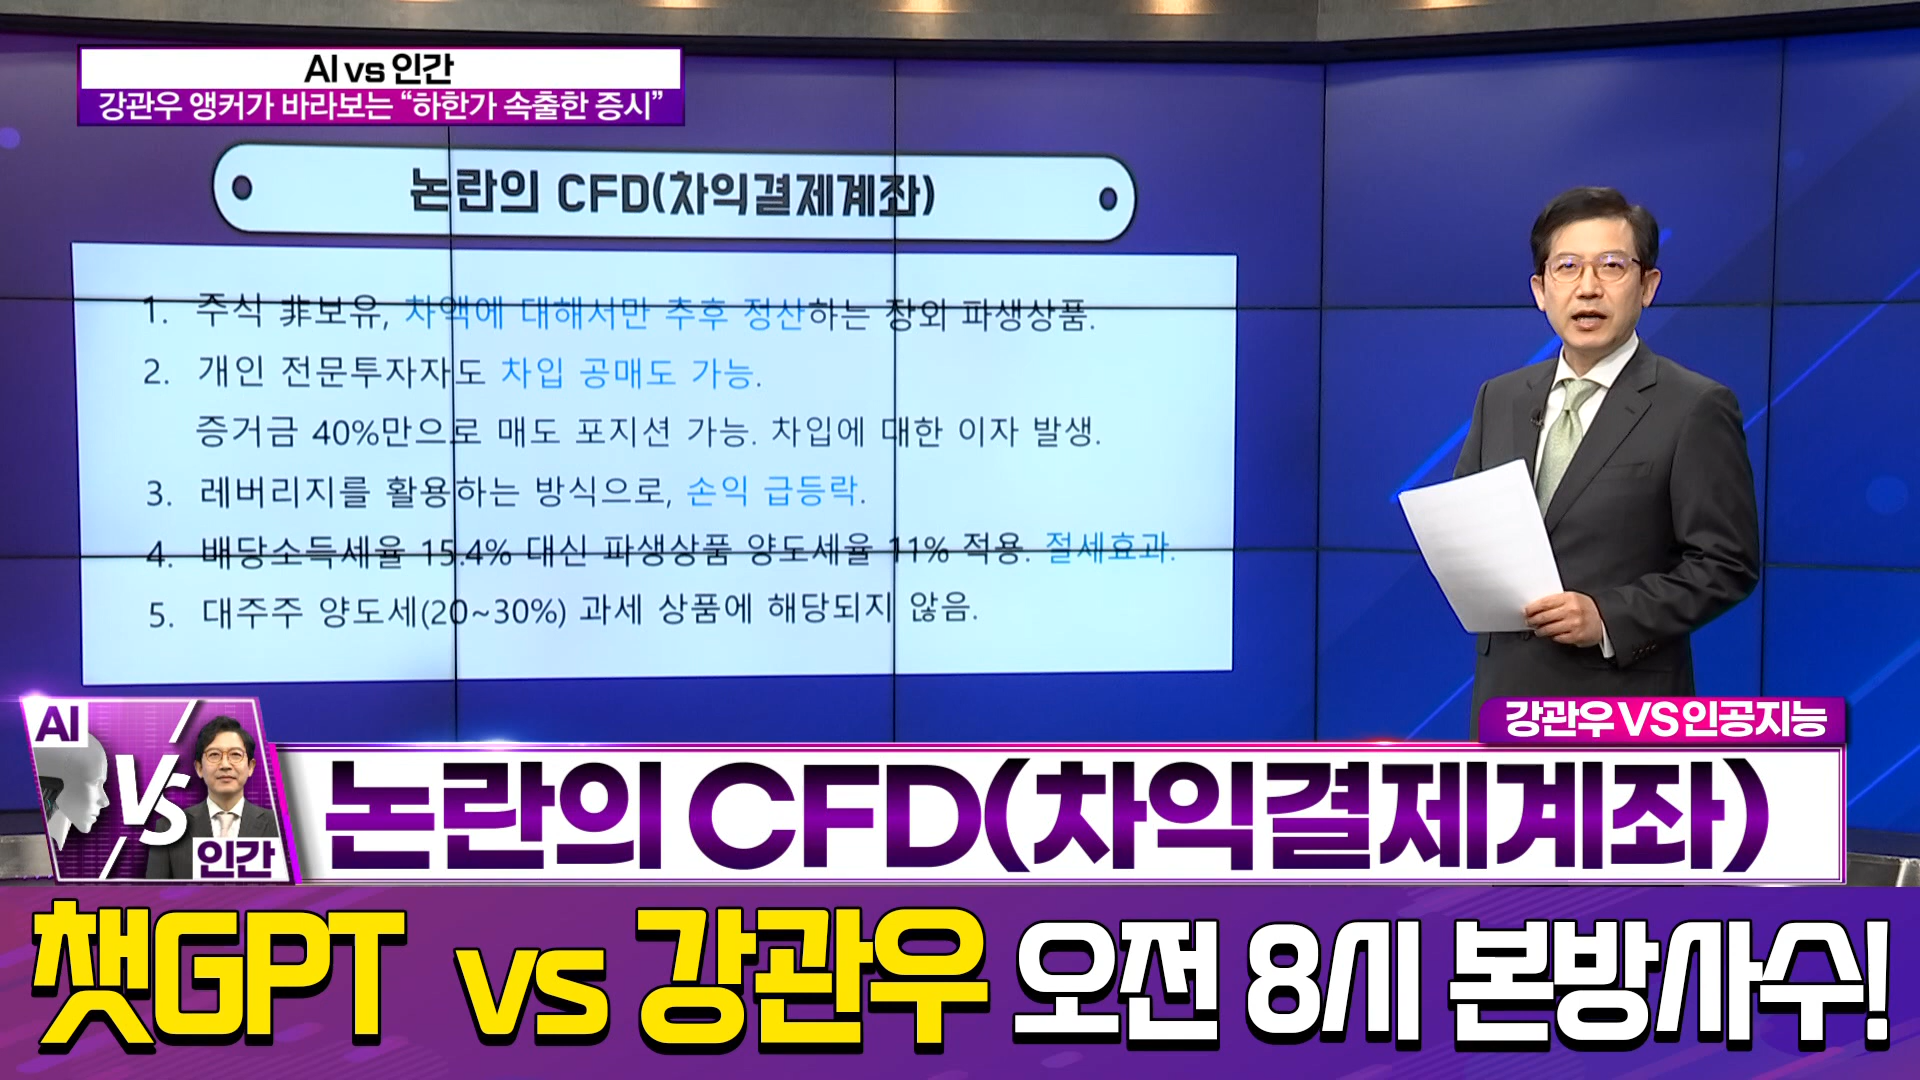 AI vs 인간
강관우 앵커가 바라보는 “하한가 속출한 증시”
논란의 CFD(차익결제계좌)
1. 주식 非보유, 차액에 대해서만 추후 정산하는 장외 파생상품.
2. 개인 전문투자자도 차입 공매도 가능.
증거금 40%만으로 매도 포지션 가능. 차입에 대한 이자 발생.
3. 레버리지를 활용하는 방식으로, 손익 급등락.
4. 배당소득세율 15.4% 대신 파생상품 양도세율 11% 적용. 절세효과.
5. 대주주 양도세(20~30%) 과세 상품에 해당되지 않음.
강관우 VS 인공지능
AI
VS
인간
논란의 CFD(차익결제계좌)
챗GPT vs 강관우 오전 8시 본방사수!